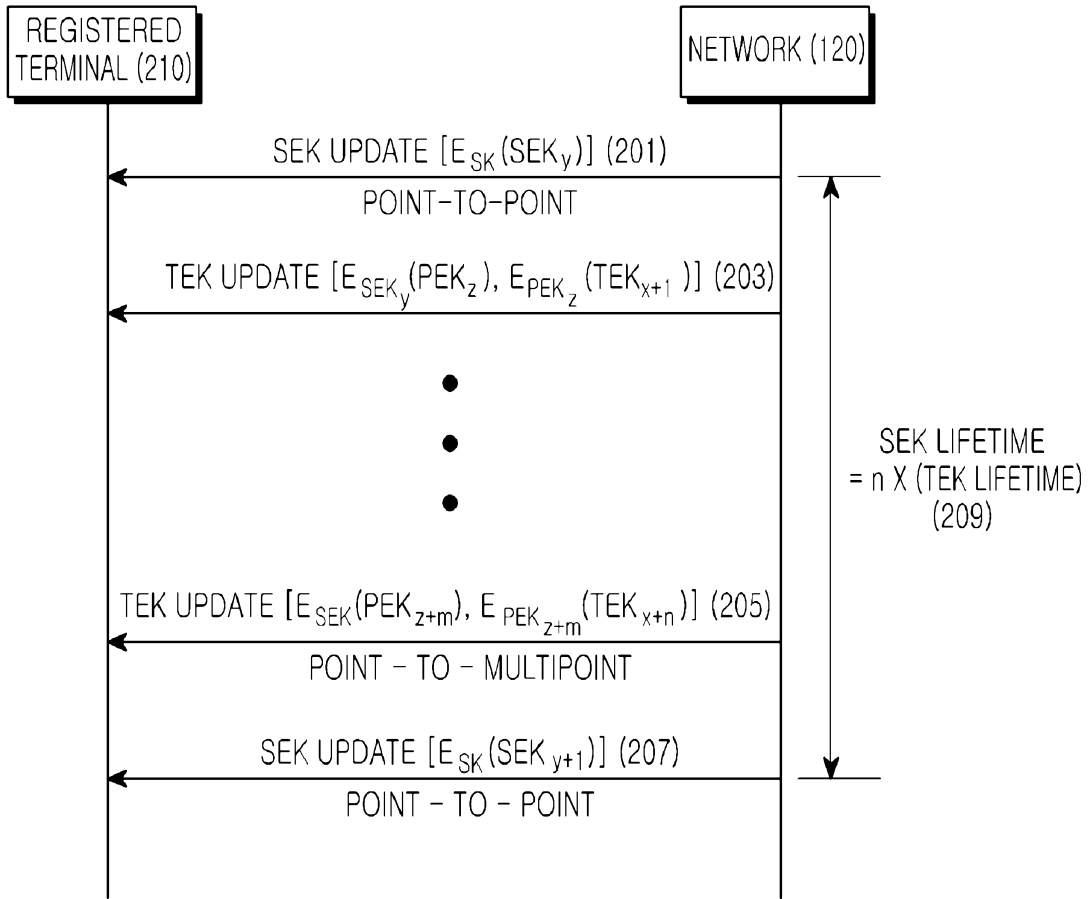 REGISTERED
TERMINAL (210)
NETWORK (120)
SEK UPDATE [E_SK(SEK_y)] (201)
POINT-TO-POINT
TEK UPDATE [E_SEK_y(PEK_z), E_PEK_z(TEK_x+1)] (203)
SEK LIFETIME
= n X (TEK LIFETIME)
(209)
TEK UPDATE [E_SEK(PEK_z+m), E_PEK_z+m(TEK_x+n)] (205)
POINT - TO - MULTIPOINT
SEK UPDATE [E_SK(SEK_y+1)] (207)
POINT - TO - POINT